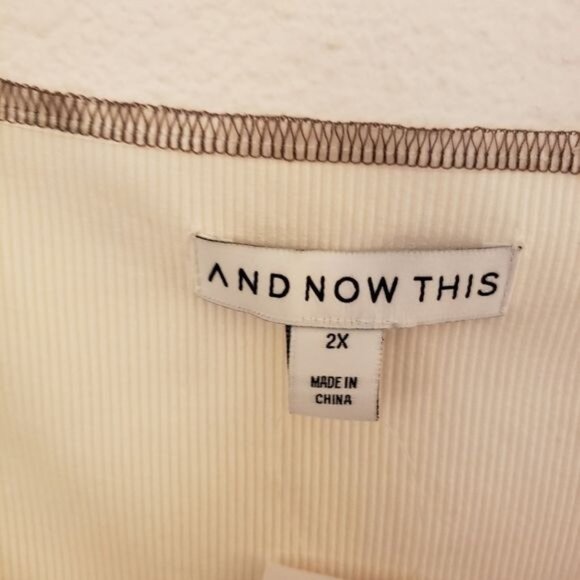 AND NOW THIS
2X
MADE IN
CHINA